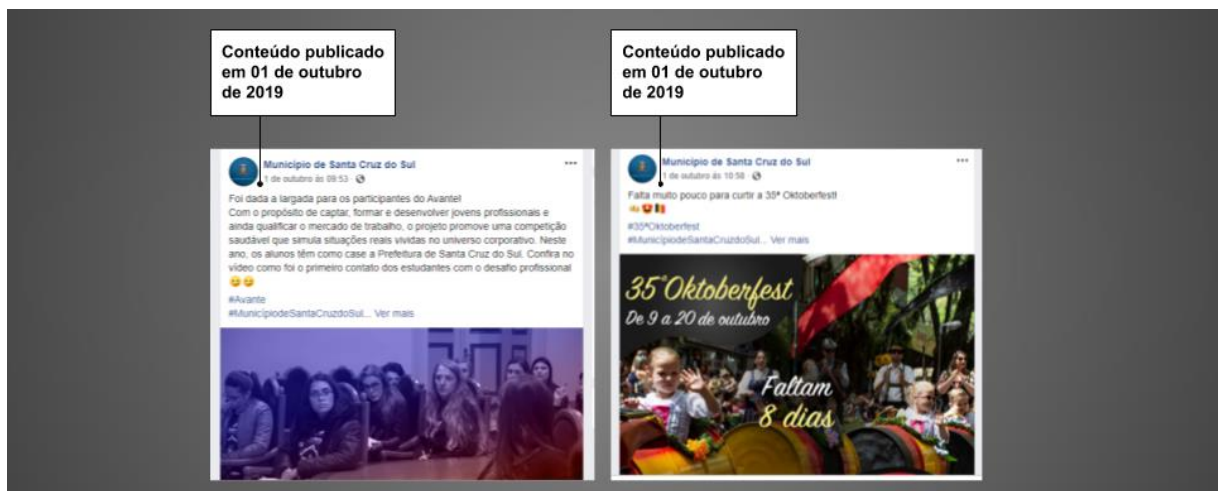 Conteúdo publicado
em 01 de outubro
de 2019
Município de Santa Cruz do Sul
1 de outubro às 09:53
Foi dada a largada para os participantes do Avante!
Com o propósito de captar, formar e desenvolver jovens profissionais e
ainda qualificar o mercado de trabalho, o projeto promove uma competição
saudável que simula situações reais vividas no universo corporativo. Neste
ano, os alunos têm como case a Prefeitura de Santa Cruz do Sul. Confira no
vídeo como foi o primeiro contato dos estudantes com o desafio profissional
#Avante
#MunicípiodeSantaCruzdoSul... Ver mais
Conteúdo publicado
em 01 de outubro
de 2019
Município de Santa Cruz do Sul
1 de outubro às 10:58
Falta muito pouco para curtir a 35ª Oktoberfest!
#35ªOktoberfest
#MunicípiodeSantaCruzdoSul... Ver mais
35ª Oktoberfest
De 9 a 20 de outubro
Faltam
8 dias